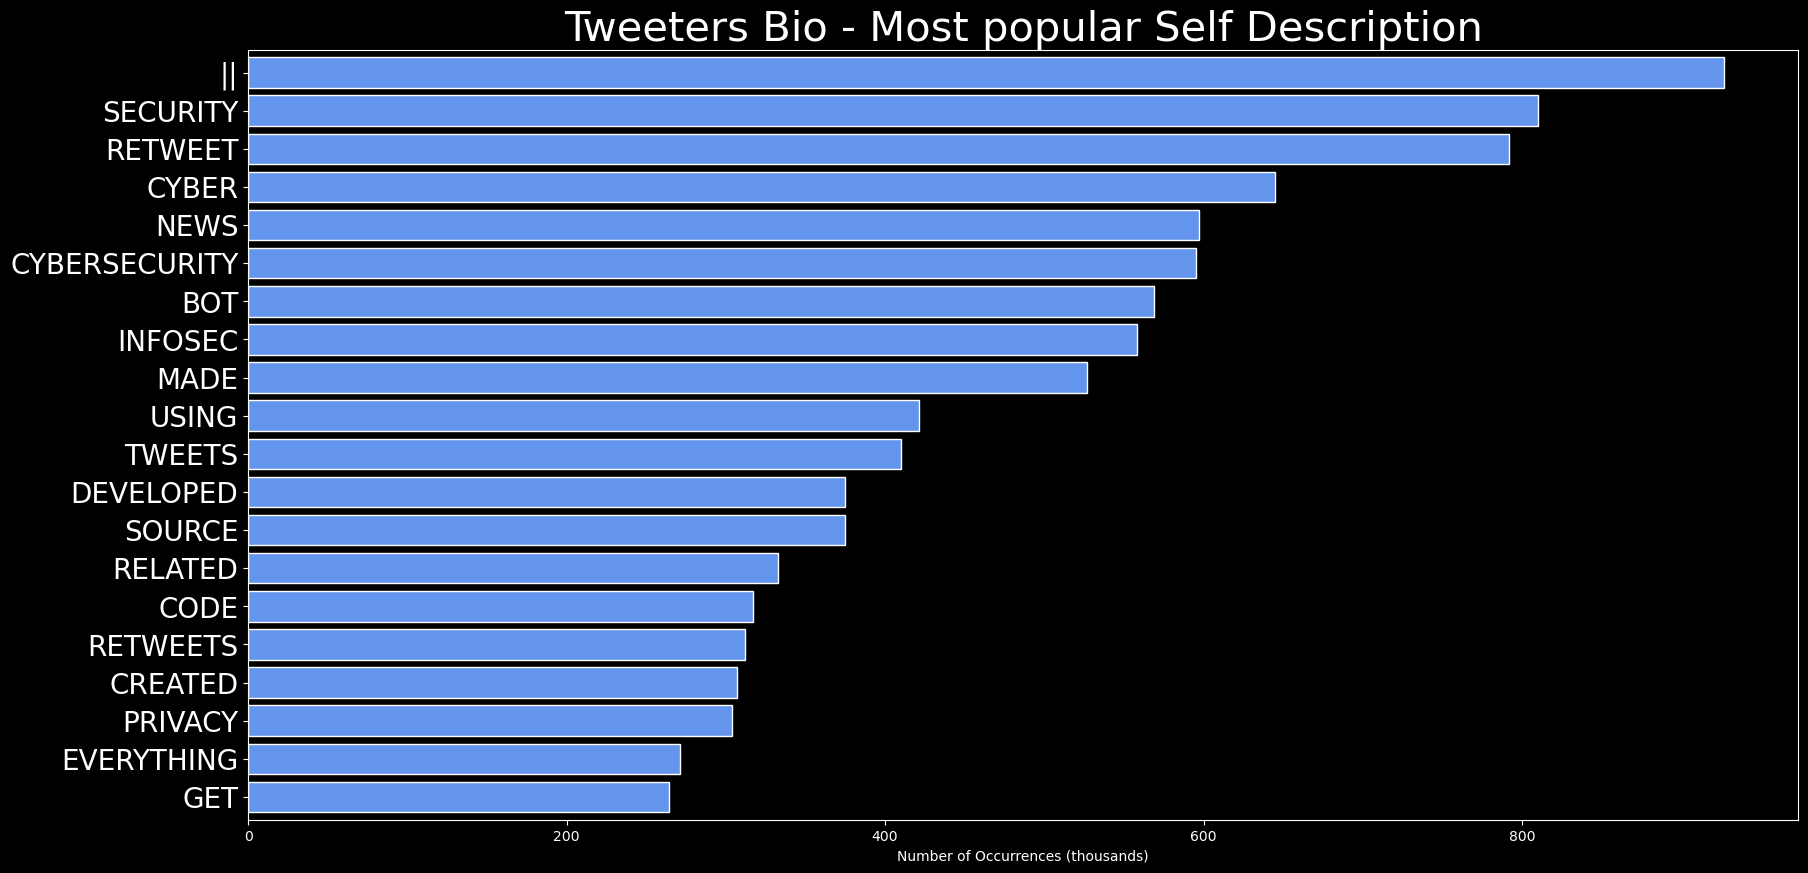 Tweeters Bio - Most popular Self Description
||
SECURITY
RETWEET
CYBER
NEWS
CYBERSECURITY
BOT
INFOSEC
MADE
USING
TWEETS
DEVELOPED
SOURCE
RELATED
CODE
RETWEETS
CREATED
PRIVACY
EVERYTHING
GET
0 200 400 600 800
Number of Occurrences (thousands)